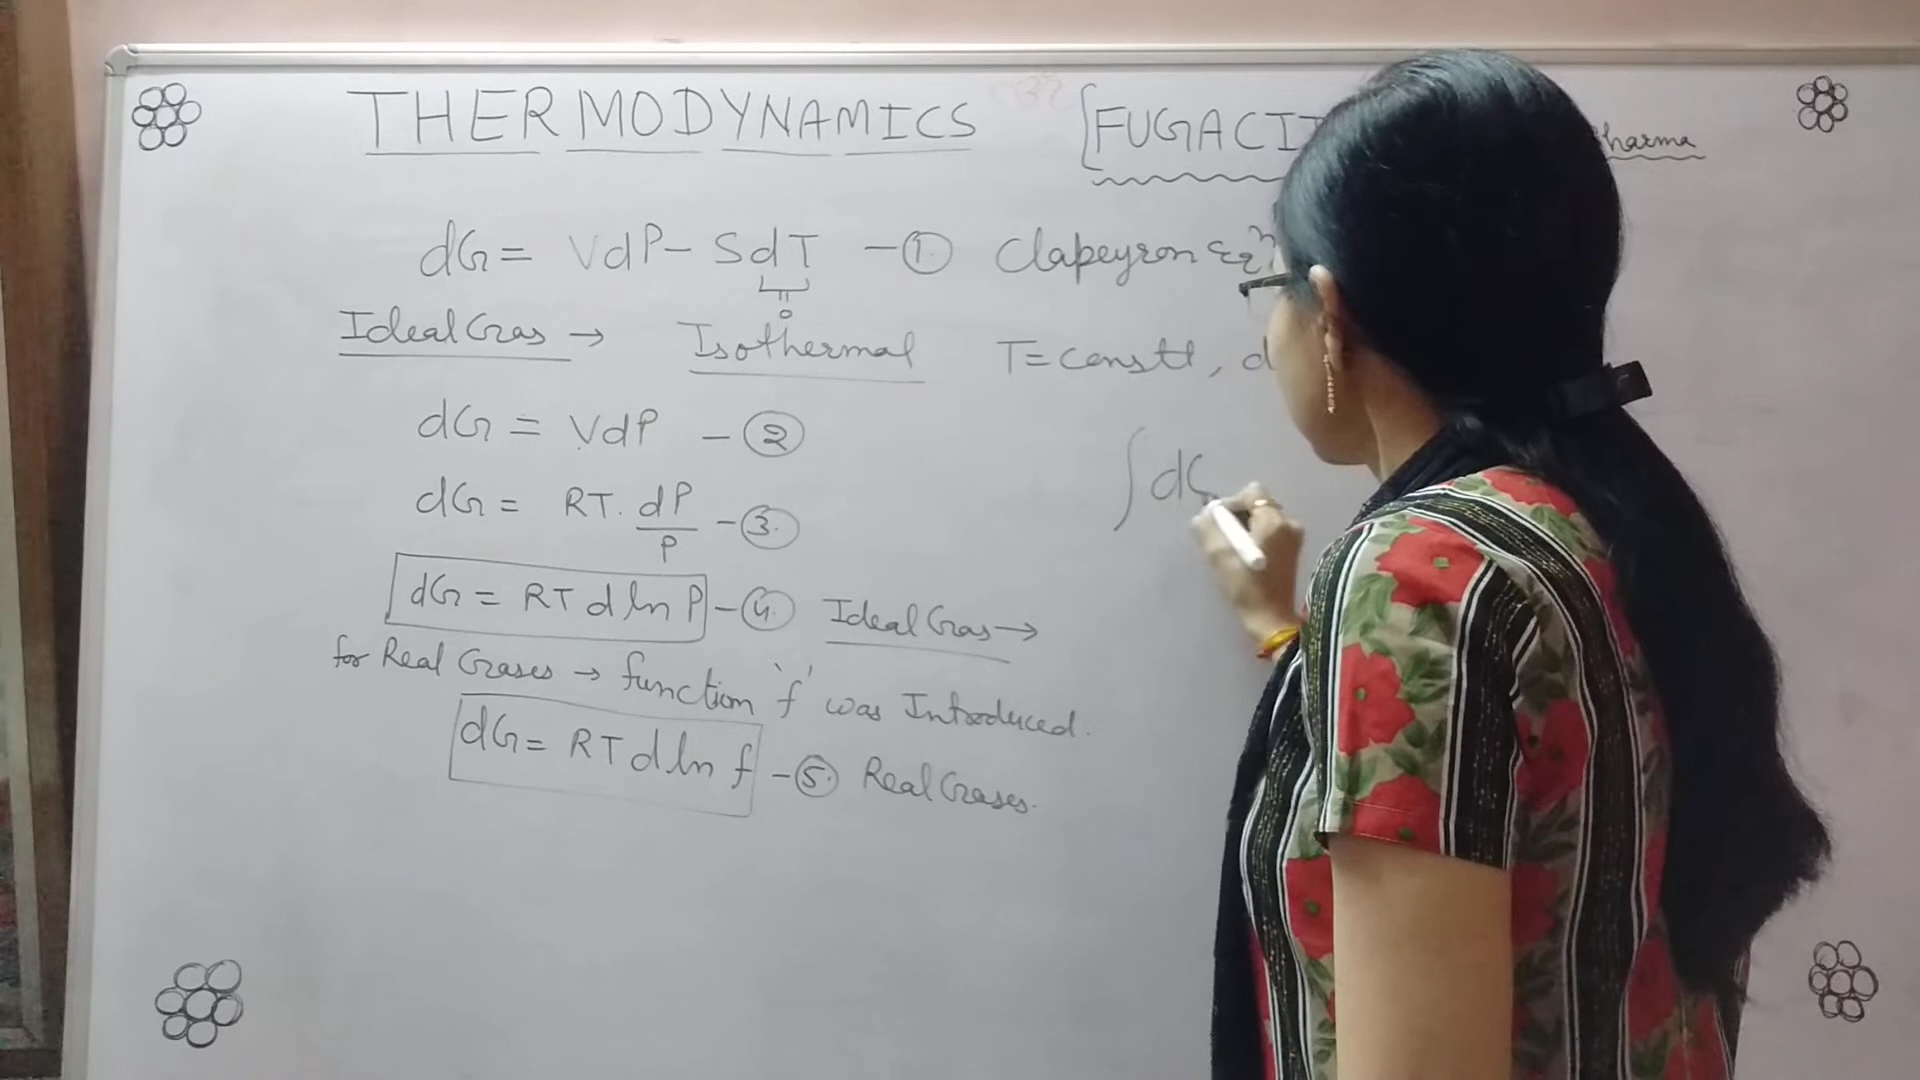 THERMODYNAMICS [FUGACI harma
dG = VdP - SdT - ① Clapeyron Eqⁿ
= 0
Ideal Gas → Isothermal T = constt, d
dG = VdP - ②
dG = RT. dP/P - ③.
dG = RT d ln P - ④. Ideal Gas →
for Real Gases → function 'f' was Introduced.
dG = RT d ln f - ⑤. Real Gases.
∫ dG